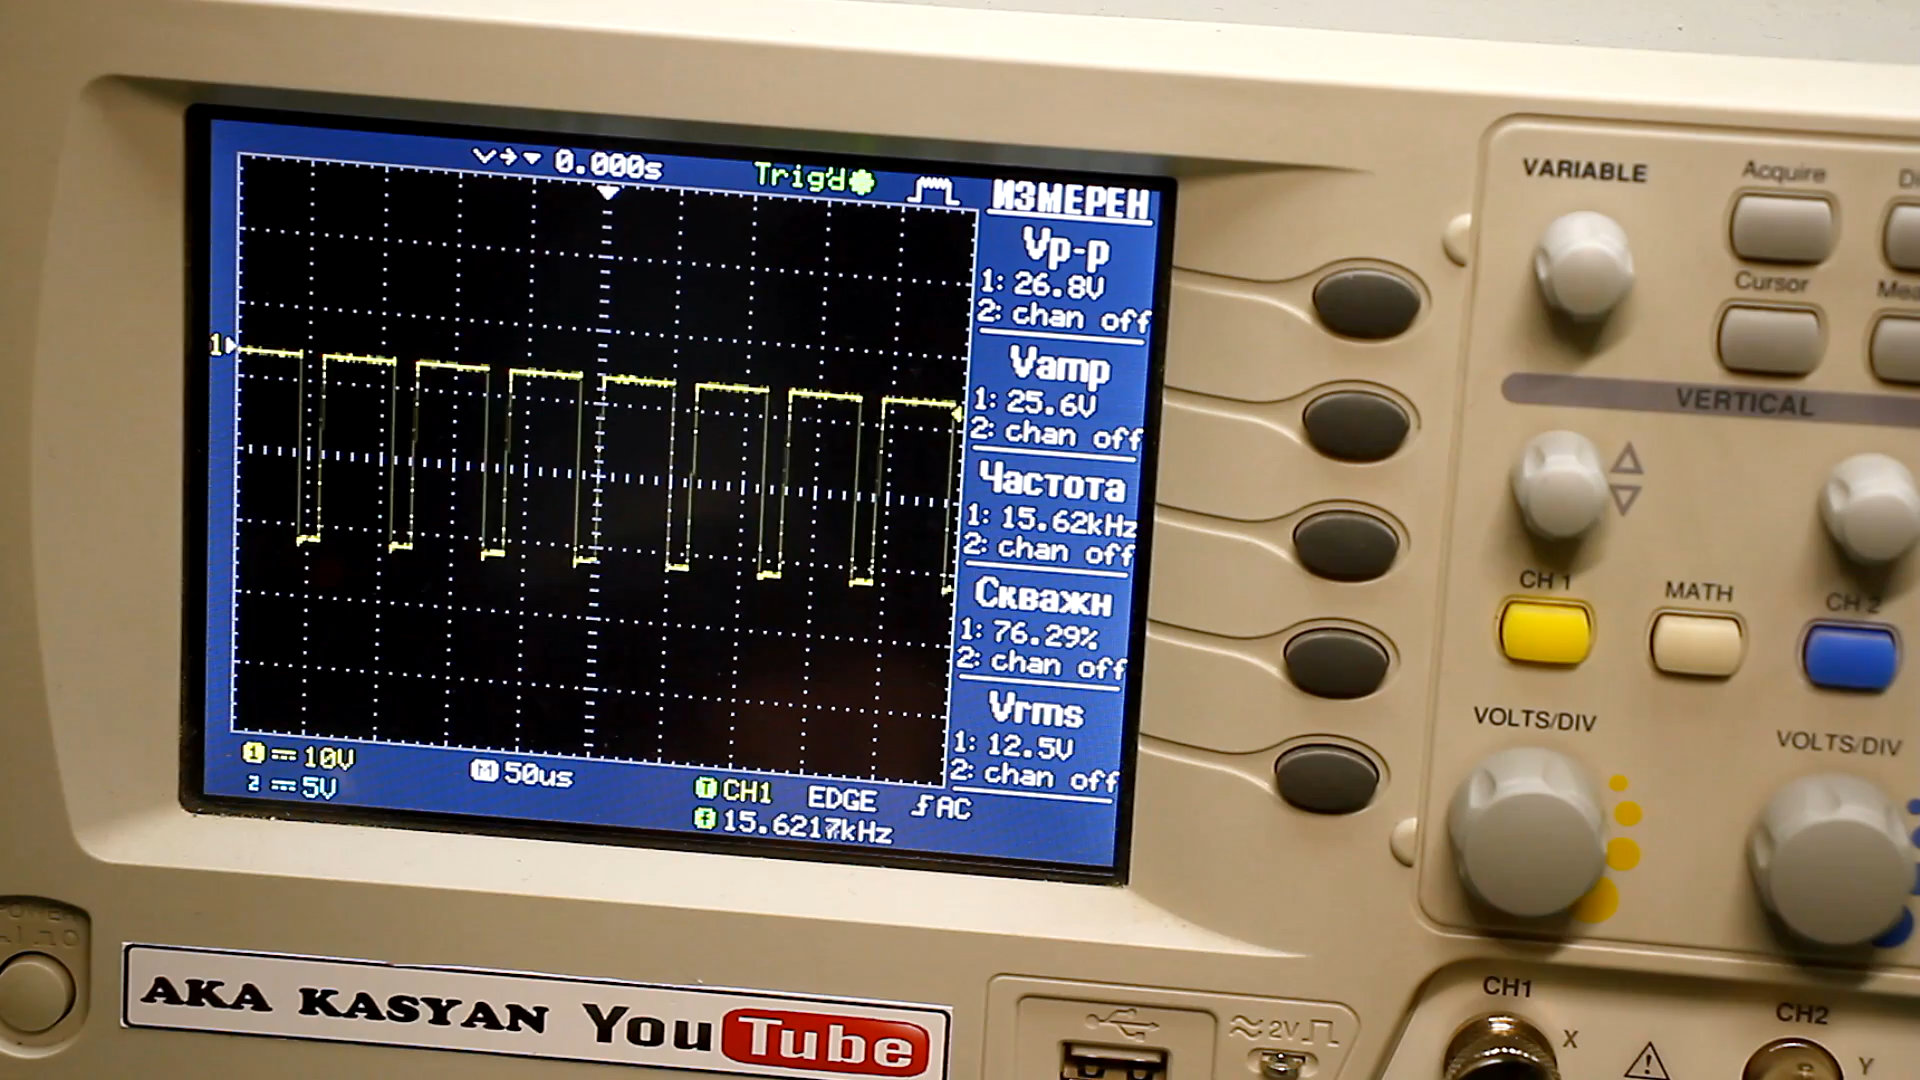 0.000s Trig'd
ИЗМЕРЕН
Vp-p
1: 26.8V
2: chan off
Vamp
1: 25.6V
2: chan off
Частота
1: 15.62kHz
2: chan off
Скважн
1: 76.29%
2: chan off
Vrms
1: 12.5V
2: chan off
1
1 10V
2 5V
M 50us
T CH1 EDGE AC
f 15.6217kHz
VARIABLE
Acquire
Cursor
VERTICAL
CH 1
MATH
CH 2
VOLTS/DIV
VOLTS/DIV
POWER
AKA KASYAN YouTube
2V
CH1
X
CH2
Y